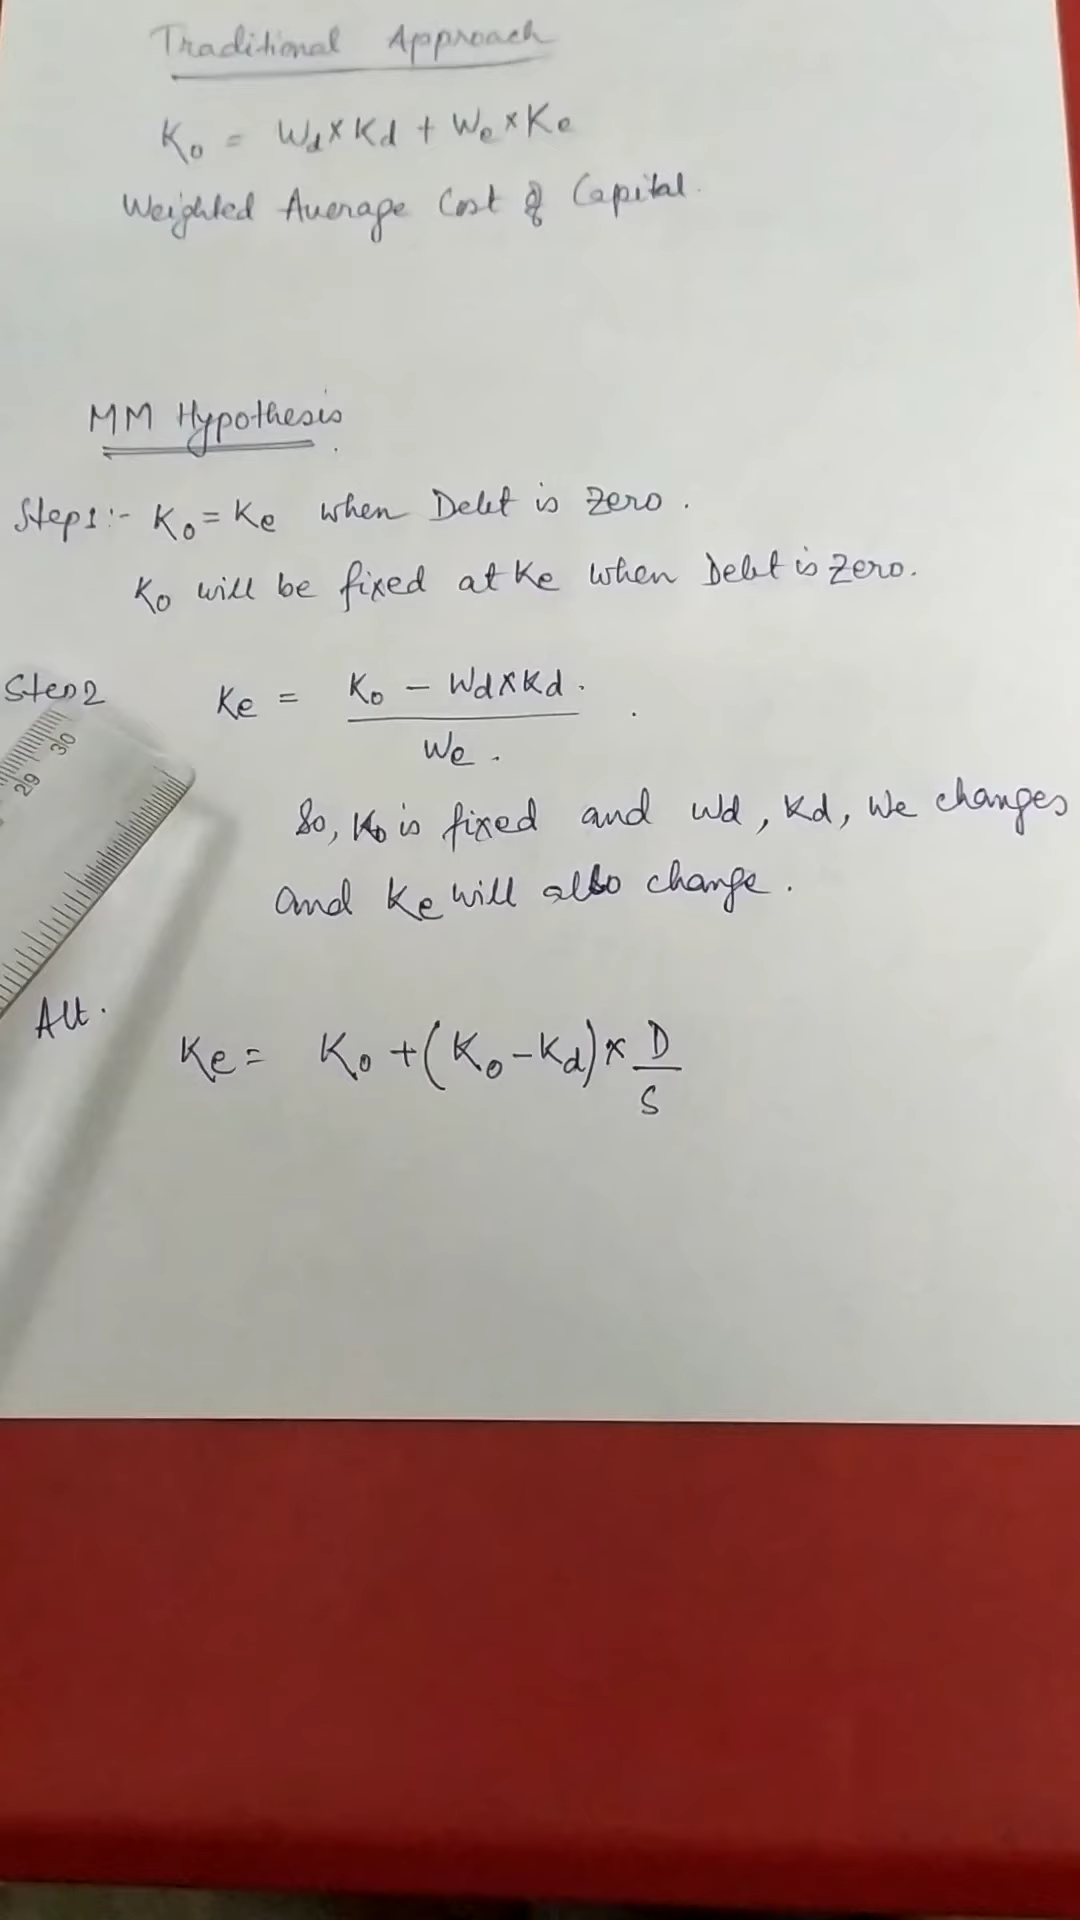 Traditional Approach
Ko = Wd x Kd + We x Ke
Weighted Average Cost of Capital.
MM Hypothesis
Step1:- Ko = Ke when Debt is Zero.
Ko will be fixed at Ke when Debt is Zero.
Step2 Ke = Ko - Wd x Kd.
We.
So, Ko is fixed and Wd, Kd, We changes
and Ke will also change.
30
29
Alt.
Ke = Ko + (Ko - Kd) x D
S